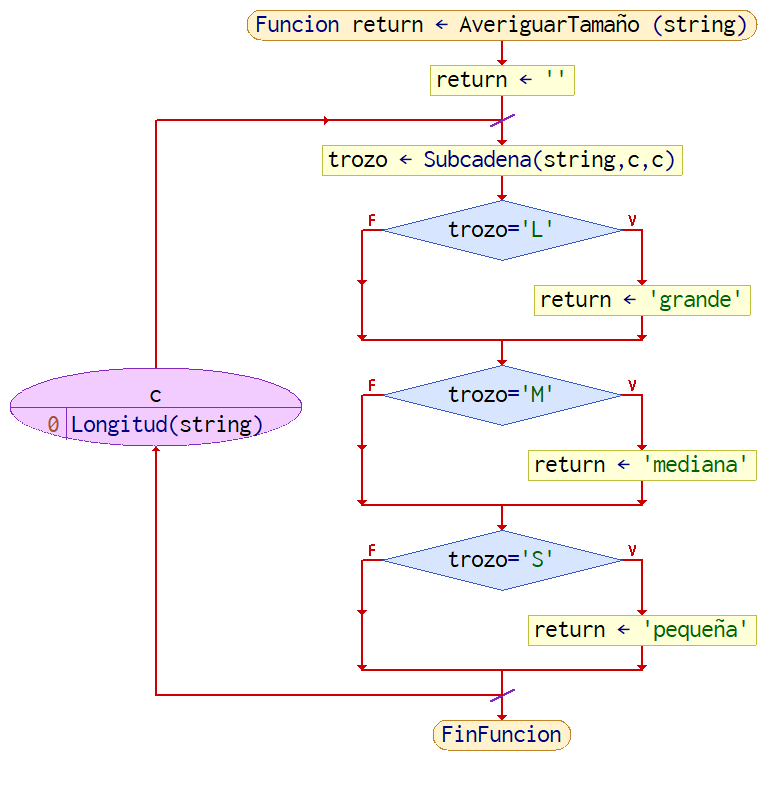 Funcion return ← AveriguarTamaño (string)
return ← ''
trozo ← Subcadena(string,c,c)
F
V
trozo='L'
return ← 'grande'
c
0 Longitud(string)
F
V
trozo='M'
return ← 'mediana'
F
V
trozo='S'
return ← 'pequeña'
FinFuncion